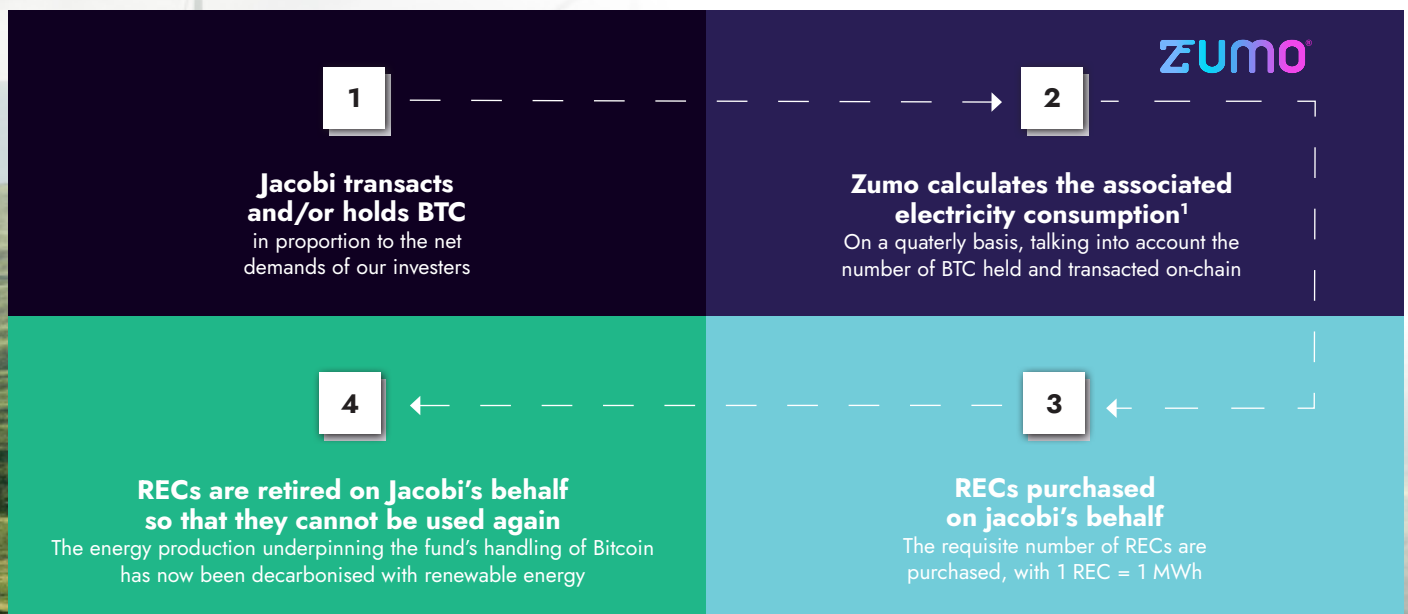 zumo®
1
2
Jacobi transacts
and/or holds BTC
in proportion to the net
demands of our investers
Zumo calculates the associated
electricity consumption¹
On a quaterly basis, talking into account the
number of BTC held and transacted on-chain
3
RECs purchased
on jacobi’s behalf
The requisite number of RECs are
purchased, with 1 REC = 1 MWh
4
RECs are retired on Jacobi’s behalf
so that they cannot be used again
The energy production underpinning the fund’s handling of Bitcoin
has now been decarbonised with renewable energy